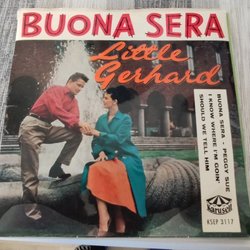 BUONA SERA
Little
Gerhard
BUONA SERA · PEGGY SUE
I KNOW WHERE I'M GOIN'
SHOULD WE TELL HIM
Karusell
KSEP 3117